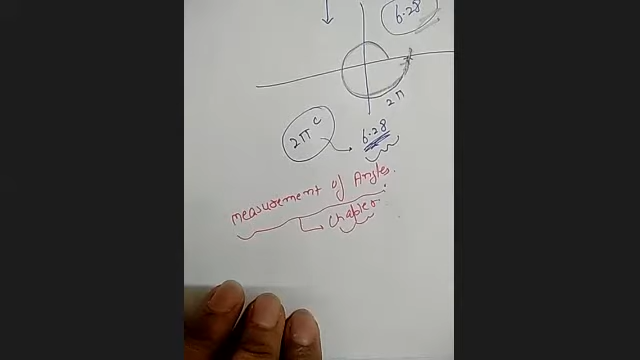 6.28
2π
2π^c
6.28
measurement of Angles.
Chapter